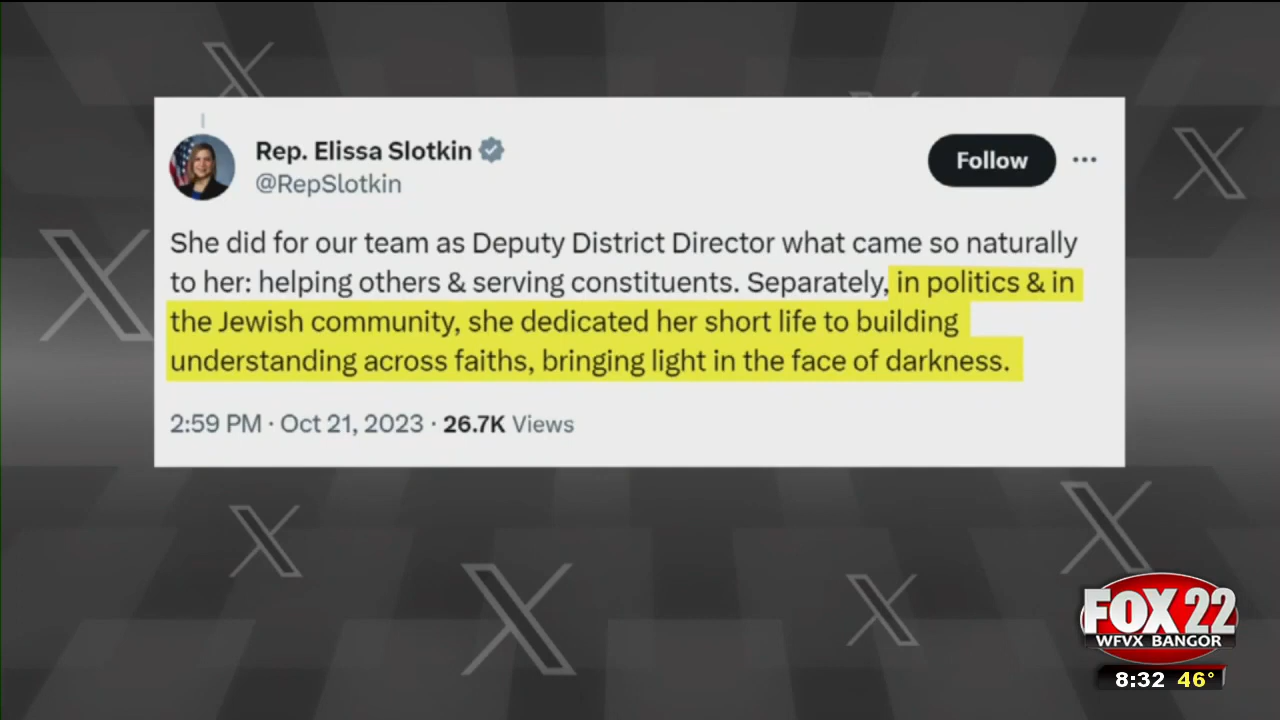 Rep. Elissa Slotkin
@RepSlotkin
Follow
She did for our team as Deputy District Director what came so naturally
to her: helping others & serving constituents. Separately, in politics & in
the Jewish community, she dedicated her short life to building
understanding across faiths, bringing light in the face of darkness.
2:59 PM · Oct 21, 2023 · 26.7K Views
FOX 22
WFVX BANGOR
8:32 46°